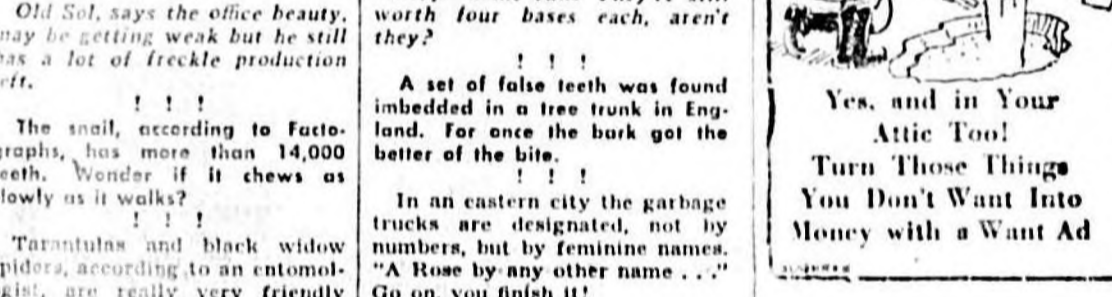 Old Sol, says the office beauty,
may be getting weak but he still
has a lot of freckle production
left.
! ! !
The snail, according to Facto-
graphs, has more than 14,000
teeth. Wonder if it chews as
slowly as it walks?
! ! !
Tarantulas and black widow
spiders, according to an entomol-
ogist, are really very friendly
worth four bases each, aren't
they?
! ! !
A set of false teeth was found
imbedded in a tree trunk in Eng-
land. For once the bark got the
better of the bite.
! ! !
In an eastern city the garbage
trucks are designated, not by
numbers, but by feminine names.
"A Rose by any other name . . ."
Go on, you finish it!
Yes, and in Your
Attic Too!
Turn Those Things
You Don't Want Into
Money with a Want Ad